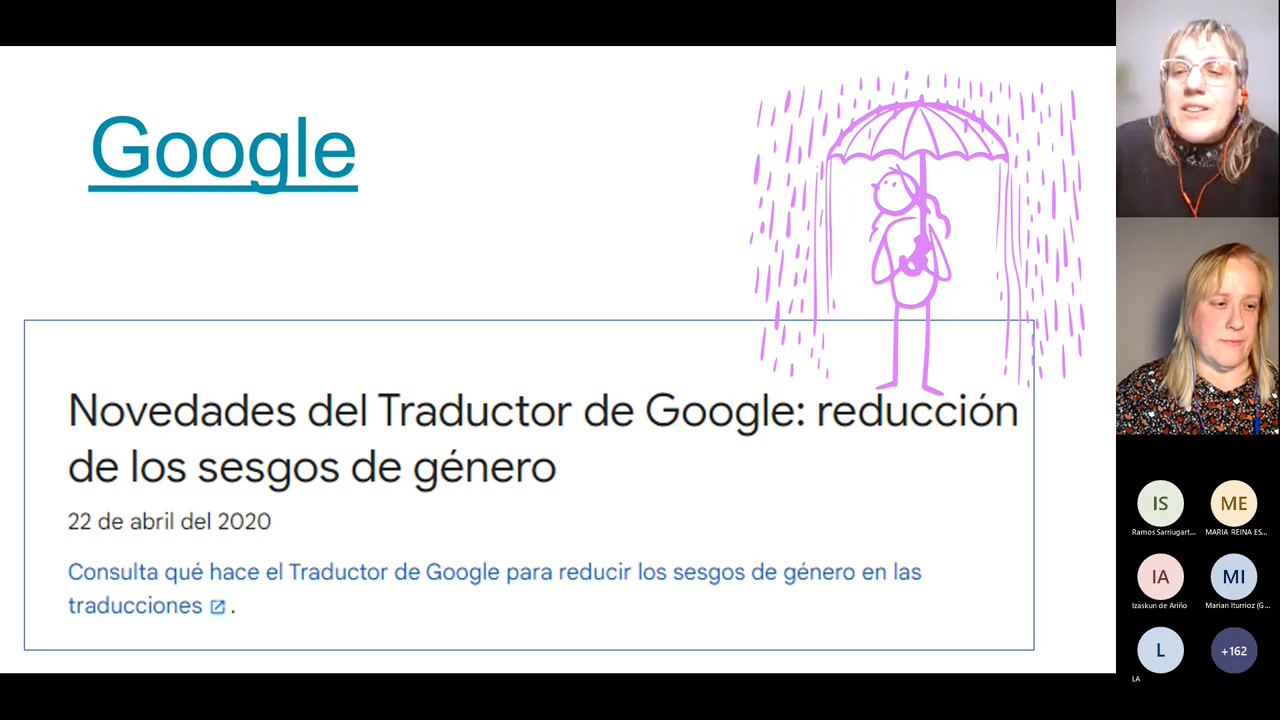 Google
Novedades del Traductor de Google: reducción
de los sesgos de género
22 de abril del 2020
Consulta qué hace el Traductor de Google para reducir los sesgos de género en las
traducciones .
IS
ME
Ramos Sarriugart...
MARIA REINA ES...
IA
MI
Izaskun de Ariño
Marian Iturrioz (G...
L
+162
LA